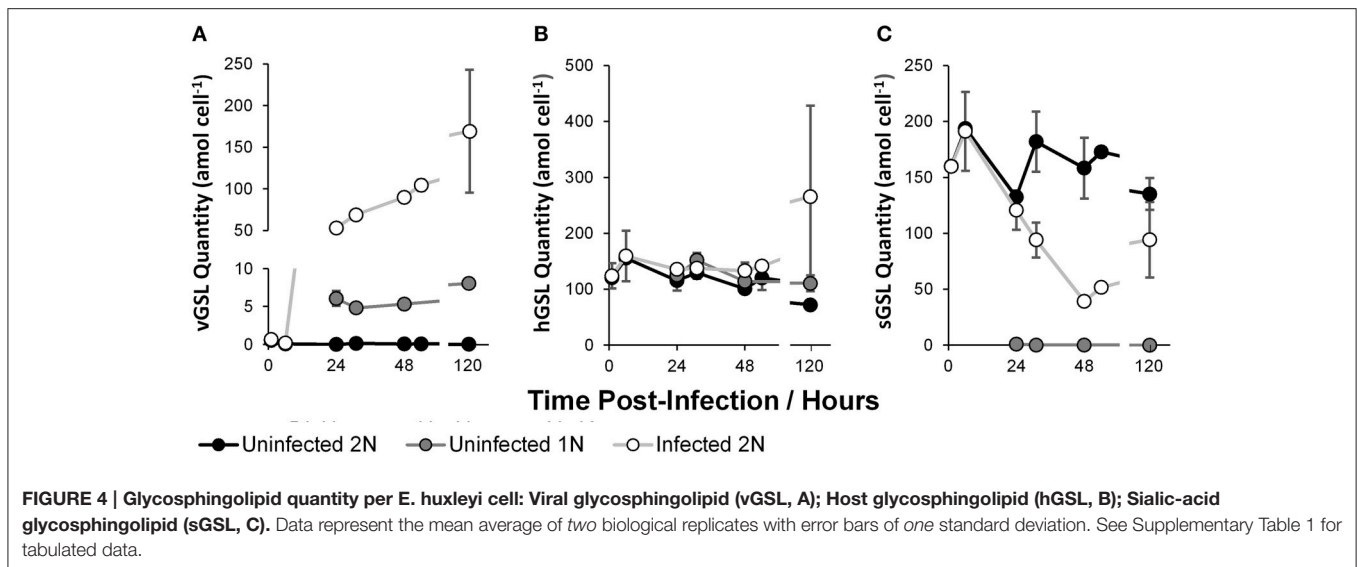 A
B
C
vGSL Quantity (amol cell-1)
250
200
150
100
50
10
5
0
0
24
48
120
hGSL Quantity (amol cell-1)
500
400
300
200
100
0
0
24
48
120
sGSL Quantity (amol cell-1)
250
200
150
100
50
0
0
24
48
120
Time Post-Infection / Hours
Uninfected 2N Uninfected 1N Infected 2N
FIGURE 4 | Glycosphingolipid quantity per E. huxleyi cell: Viral glycosphingolipid (vGSL, A); Host glycosphingolipid (hGSL, B); Sialic-acid
glycosphingolipid (sGSL, C). Data represent the mean average of two biological replicates with error bars of one standard deviation. See Supplementary Table 1 for
tabulated data.